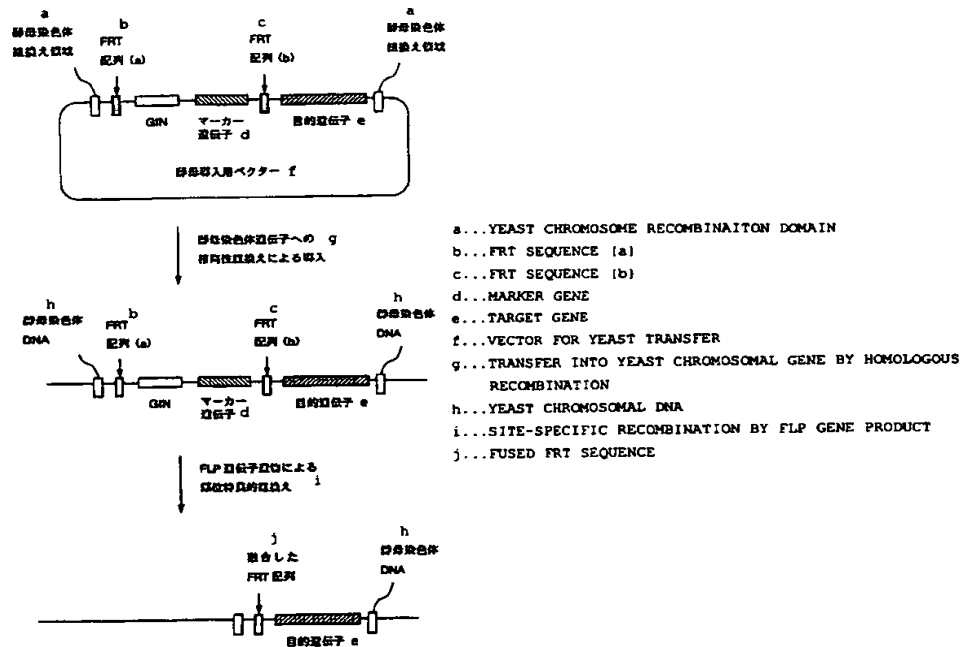 a
酵母染色体
組換え領域
b
FRT
配列 (a)
c
FRT
配列 (b)
a
酵母染色体
組換え領域
GIN
マーカー
遺伝子 d
目的遺伝子 e
酵母導入用ベクター f
酵母染色体遺伝子への g
相同性組換えによる導入
h
酵母染色体
DNA
b
FRT
配列 (a)
c
FRT
配列 (b)
h
酵母染色体
DNA
GIN
マーカー
遺伝子 d
目的遺伝子 e
FLP 遺伝子産物による
部位特異的組換え i
j
融合した
FRT 配列
h
酵母染色体
DNA
目的遺伝子 e
a...YEAST CHROMOSOME RECOMBINAITON DOMAIN
b...FRT SEQUENCE [a]
c...FRT SEQUENCE [b]
d...MARKER GENE
e...TARGET GENE
f...VECTOR FOR YEAST TRANSFER
g...TRANSFER INTO YEAST CHROMOSOMAL GENE BY HOMOLOGOUS
RECOMBINATION
h...YEAST CHROMOSOMAL DNA
i...SITE-SPECIFIC RECOMBINATION BY FLP GENE PRODUCT
j...FUSED FRT SEQUENCE